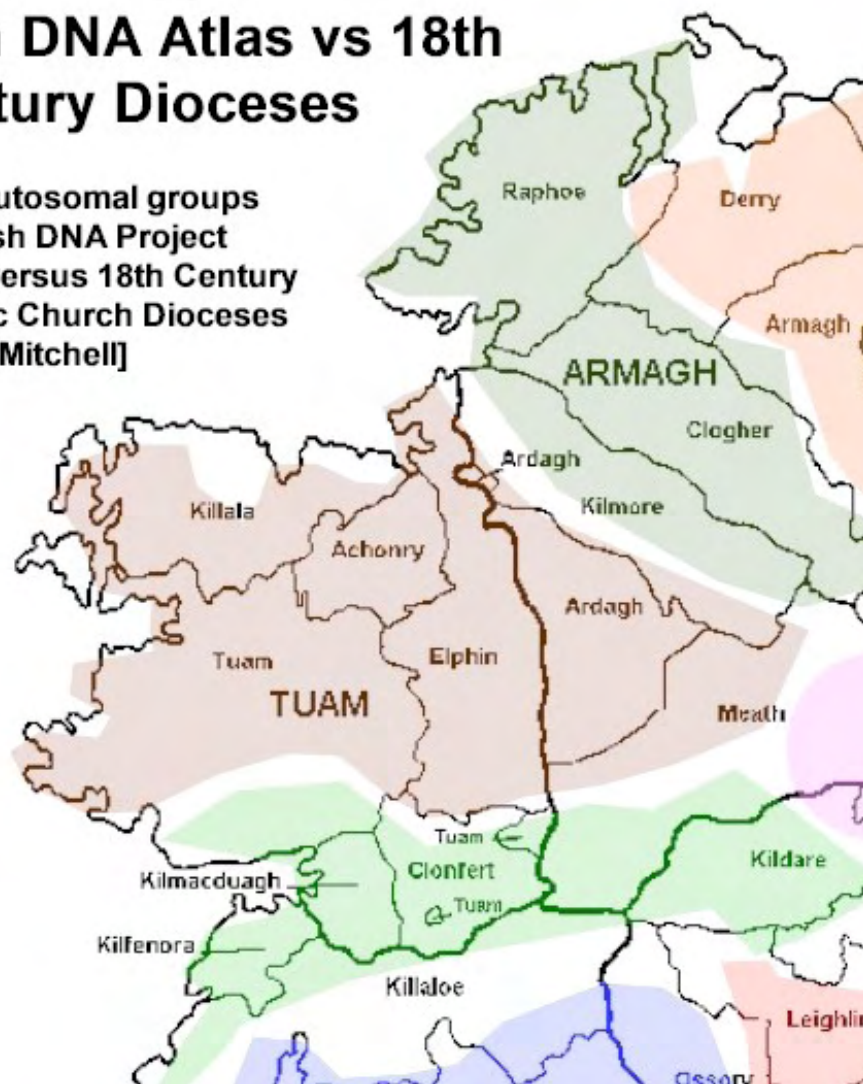 DNA Atlas vs 18th
tury Dioceses
utosomal groups
sh DNA Project
ersus 18th Century
c Church Dioceses
Mitchell]
Raphoe
Derry
Armagh
ARMAGH
Clogher
Ardagh
Kilmore
Killala
Achonry
Ardagh
Tuam
Elphin
TUAM
Meath
Tuam
Clonfert
Kildare
Kilmacduagh
Tuam
Kilfenora
Killaloe
Leighlin
Ossory